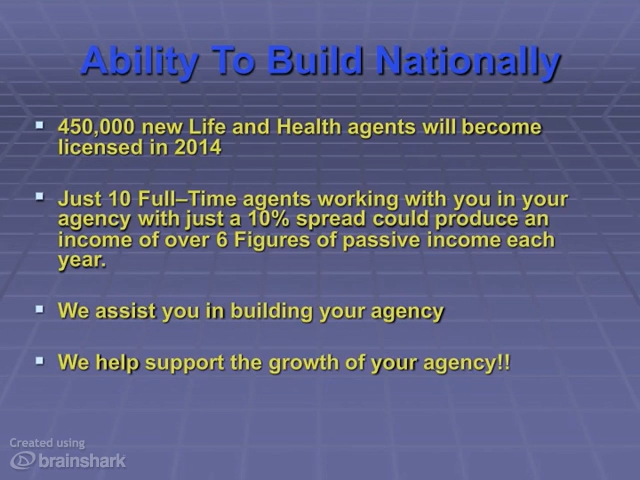 Ability To Build Nationally
450,000 new Life and Health agents will become
licensed in 2014
Just 10 Full–Time agents working with you in your
agency with just a 10% spread could produce an
income of over 6 Figures of passive income each
year.
We assist you in building your agency
We help support the growth of your agency!!
Created using
brainshark